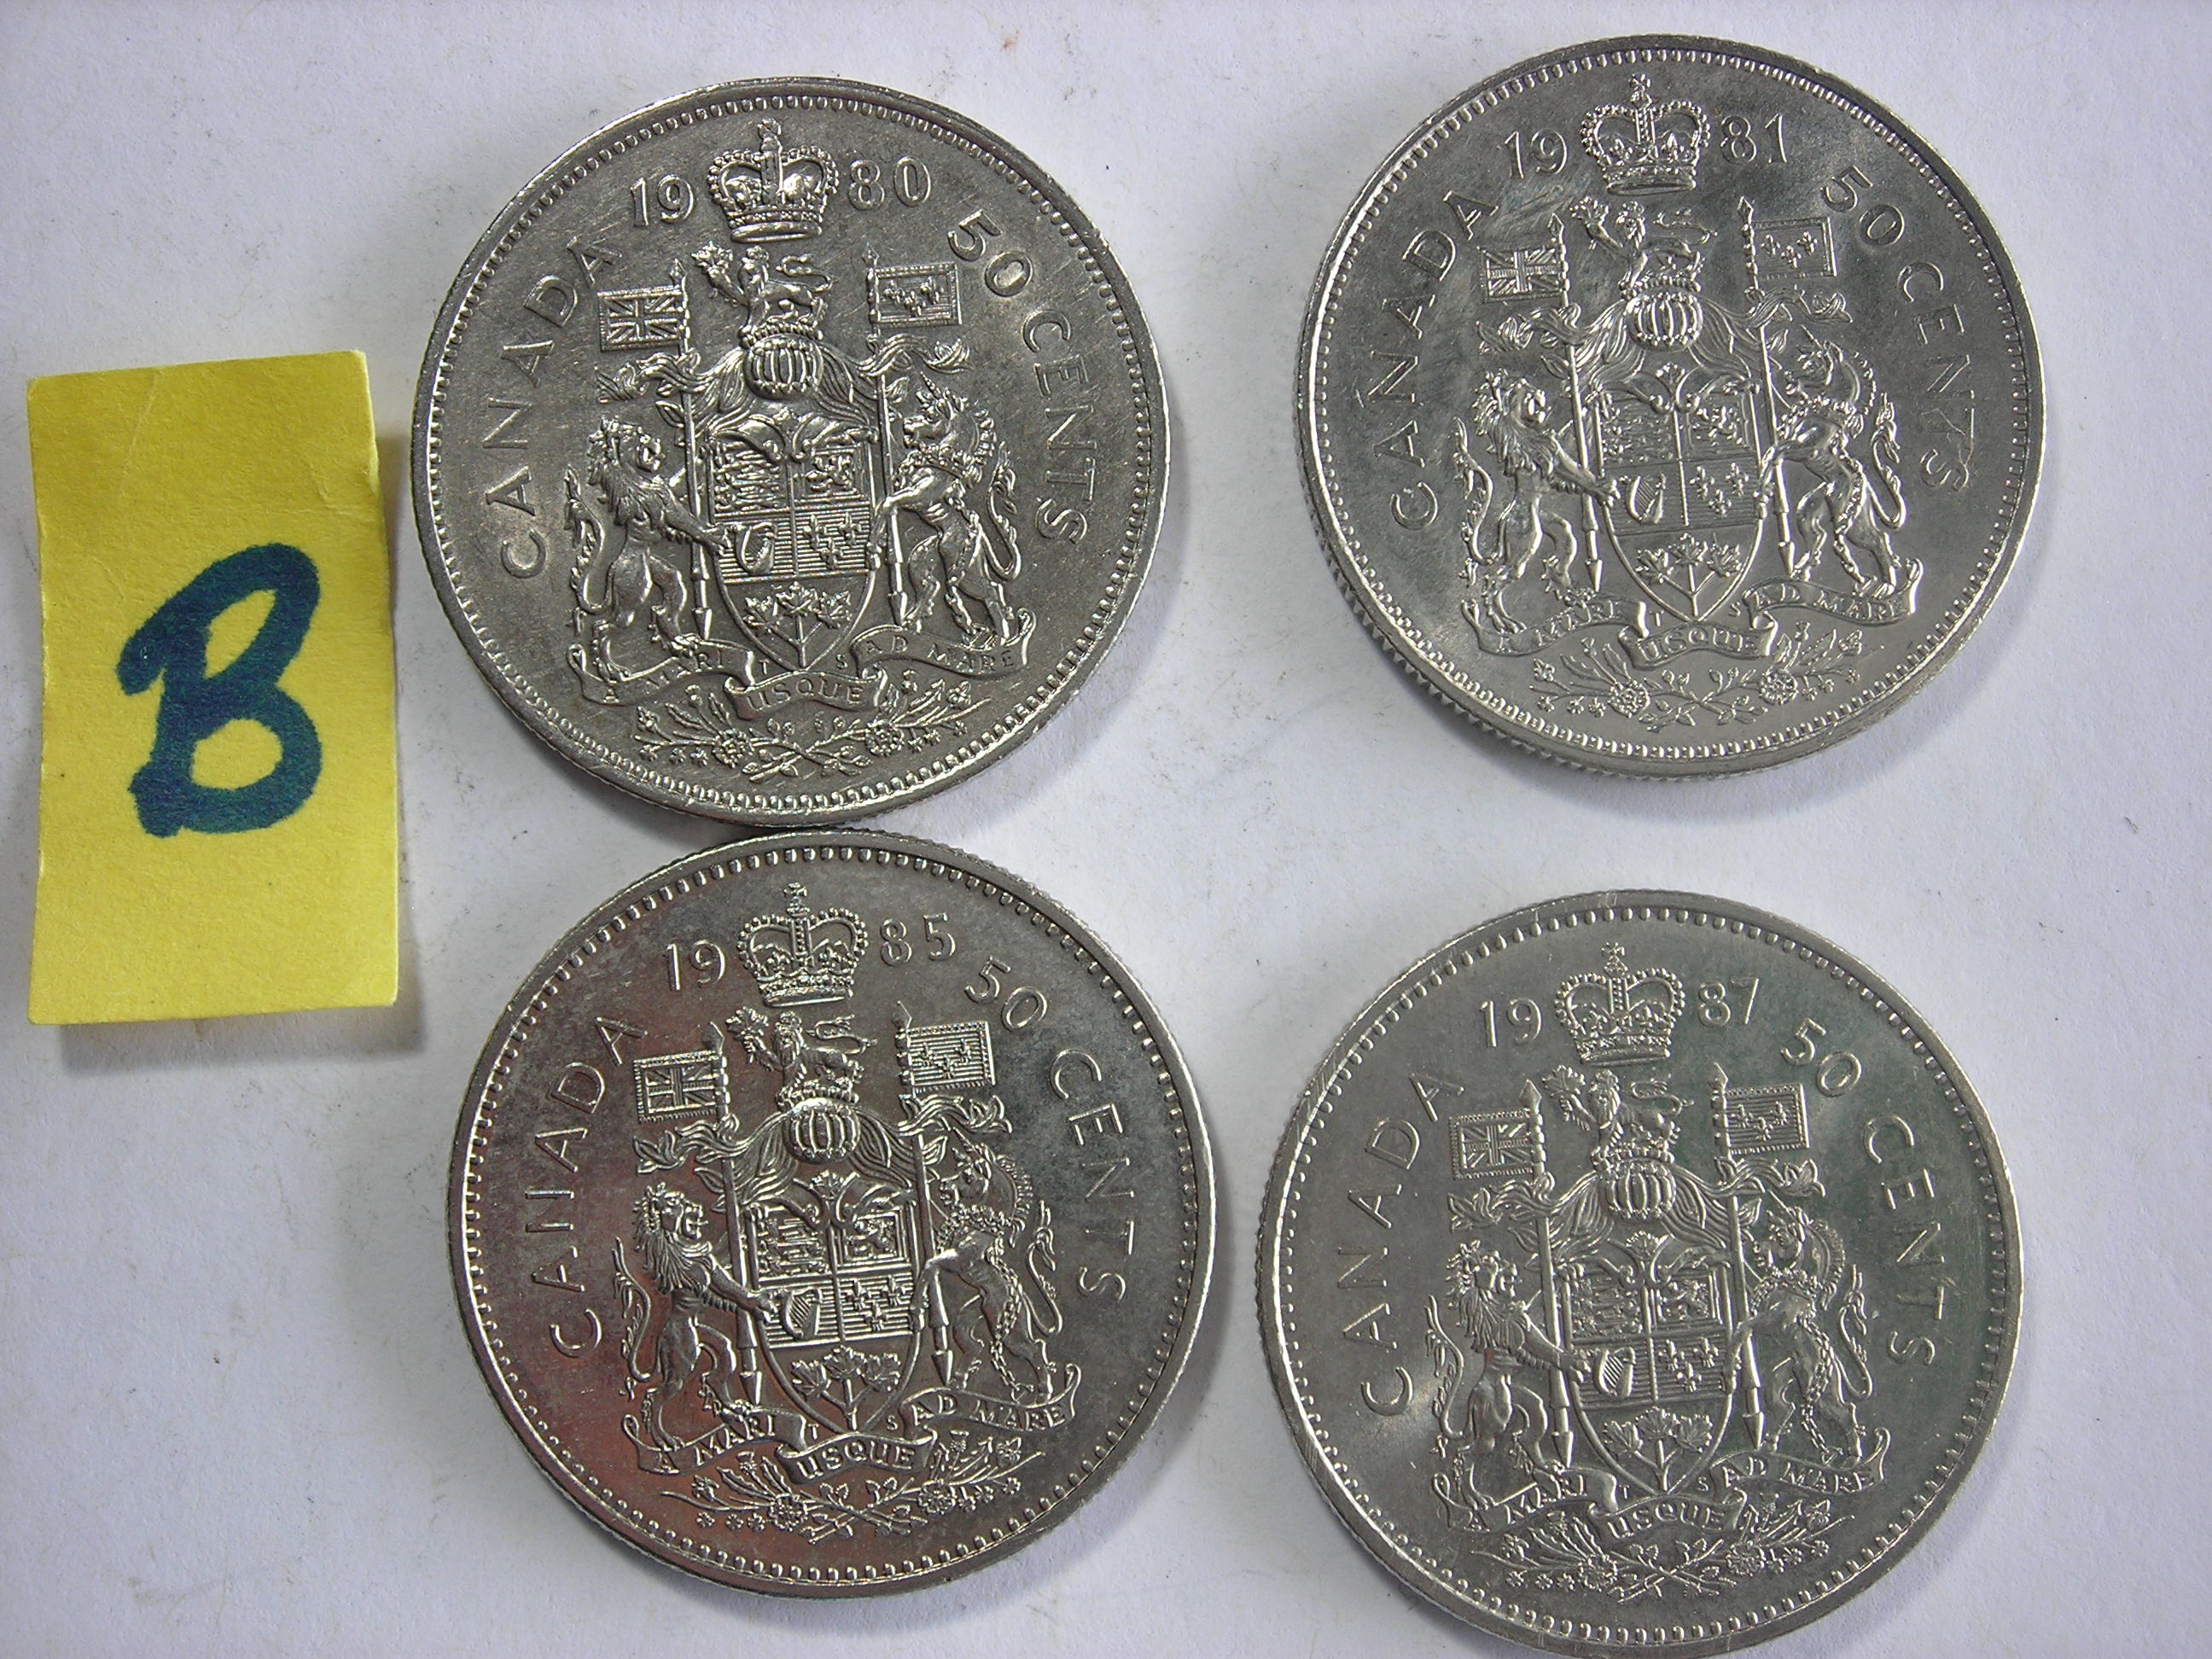 B
CANADA 1980 50 CENTS
A MARI USQUE AD MARE
CANADA 1981 50 CENTS
A MARI USQUE AD MARE
CANADA 1985 50 CENTS
A MARI USQUE AD MARE
CANADA 1987 50 CENTS
A MARI USQUE AD MARE